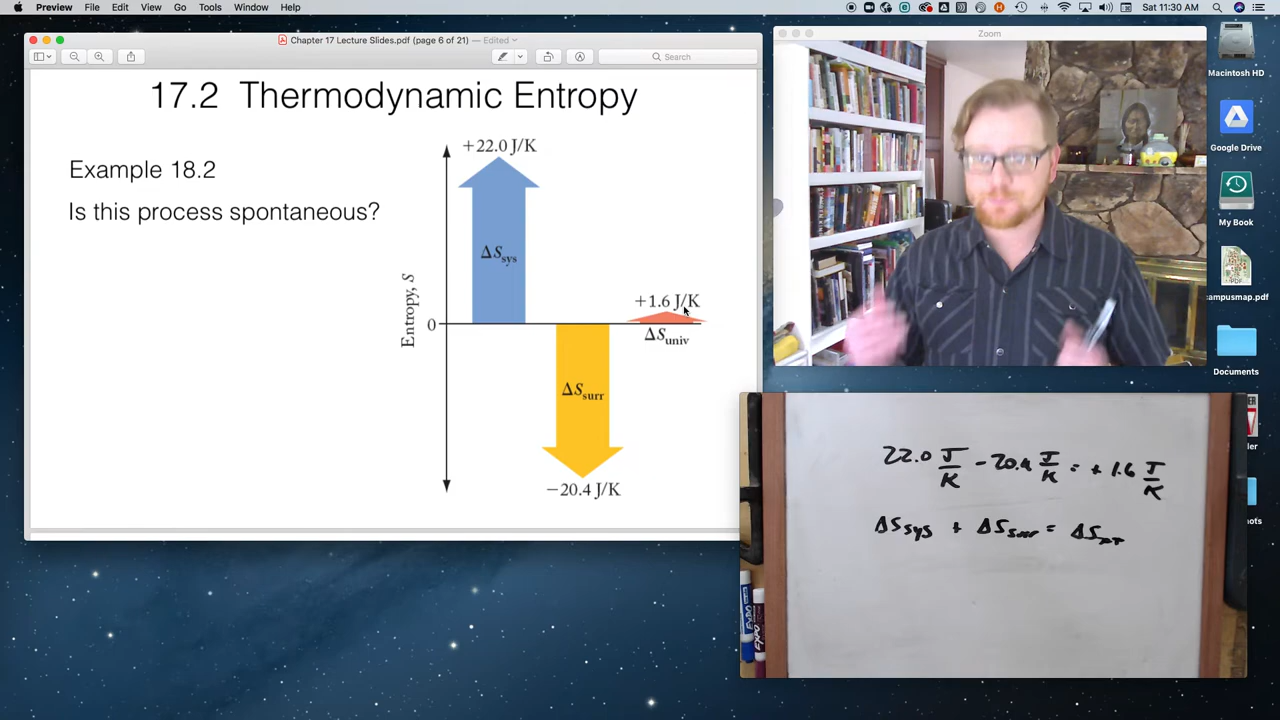 Preview File Edit View Go Tools Window Help
Sat 11:30 AM
Chapter 17 Lecture Slides.pdf (page 6 of 21) — Edited
Search
17.2 Thermodynamic Entropy
Example 18.2
Is this process spontaneous?
+22.0 J/K
ΔSsys
Entropy, S
0
+1.6 J/K
ΔSuniv
ΔSsurr
−20.4 J/K
Zoom
22.0 J/K - 20.4 J/K = + 1.6 J/K
ΔSsys + ΔSsurr =
Macintosh HD
Google Drive
My Book
PDF
campusmap.pdf
Documents
EXPO